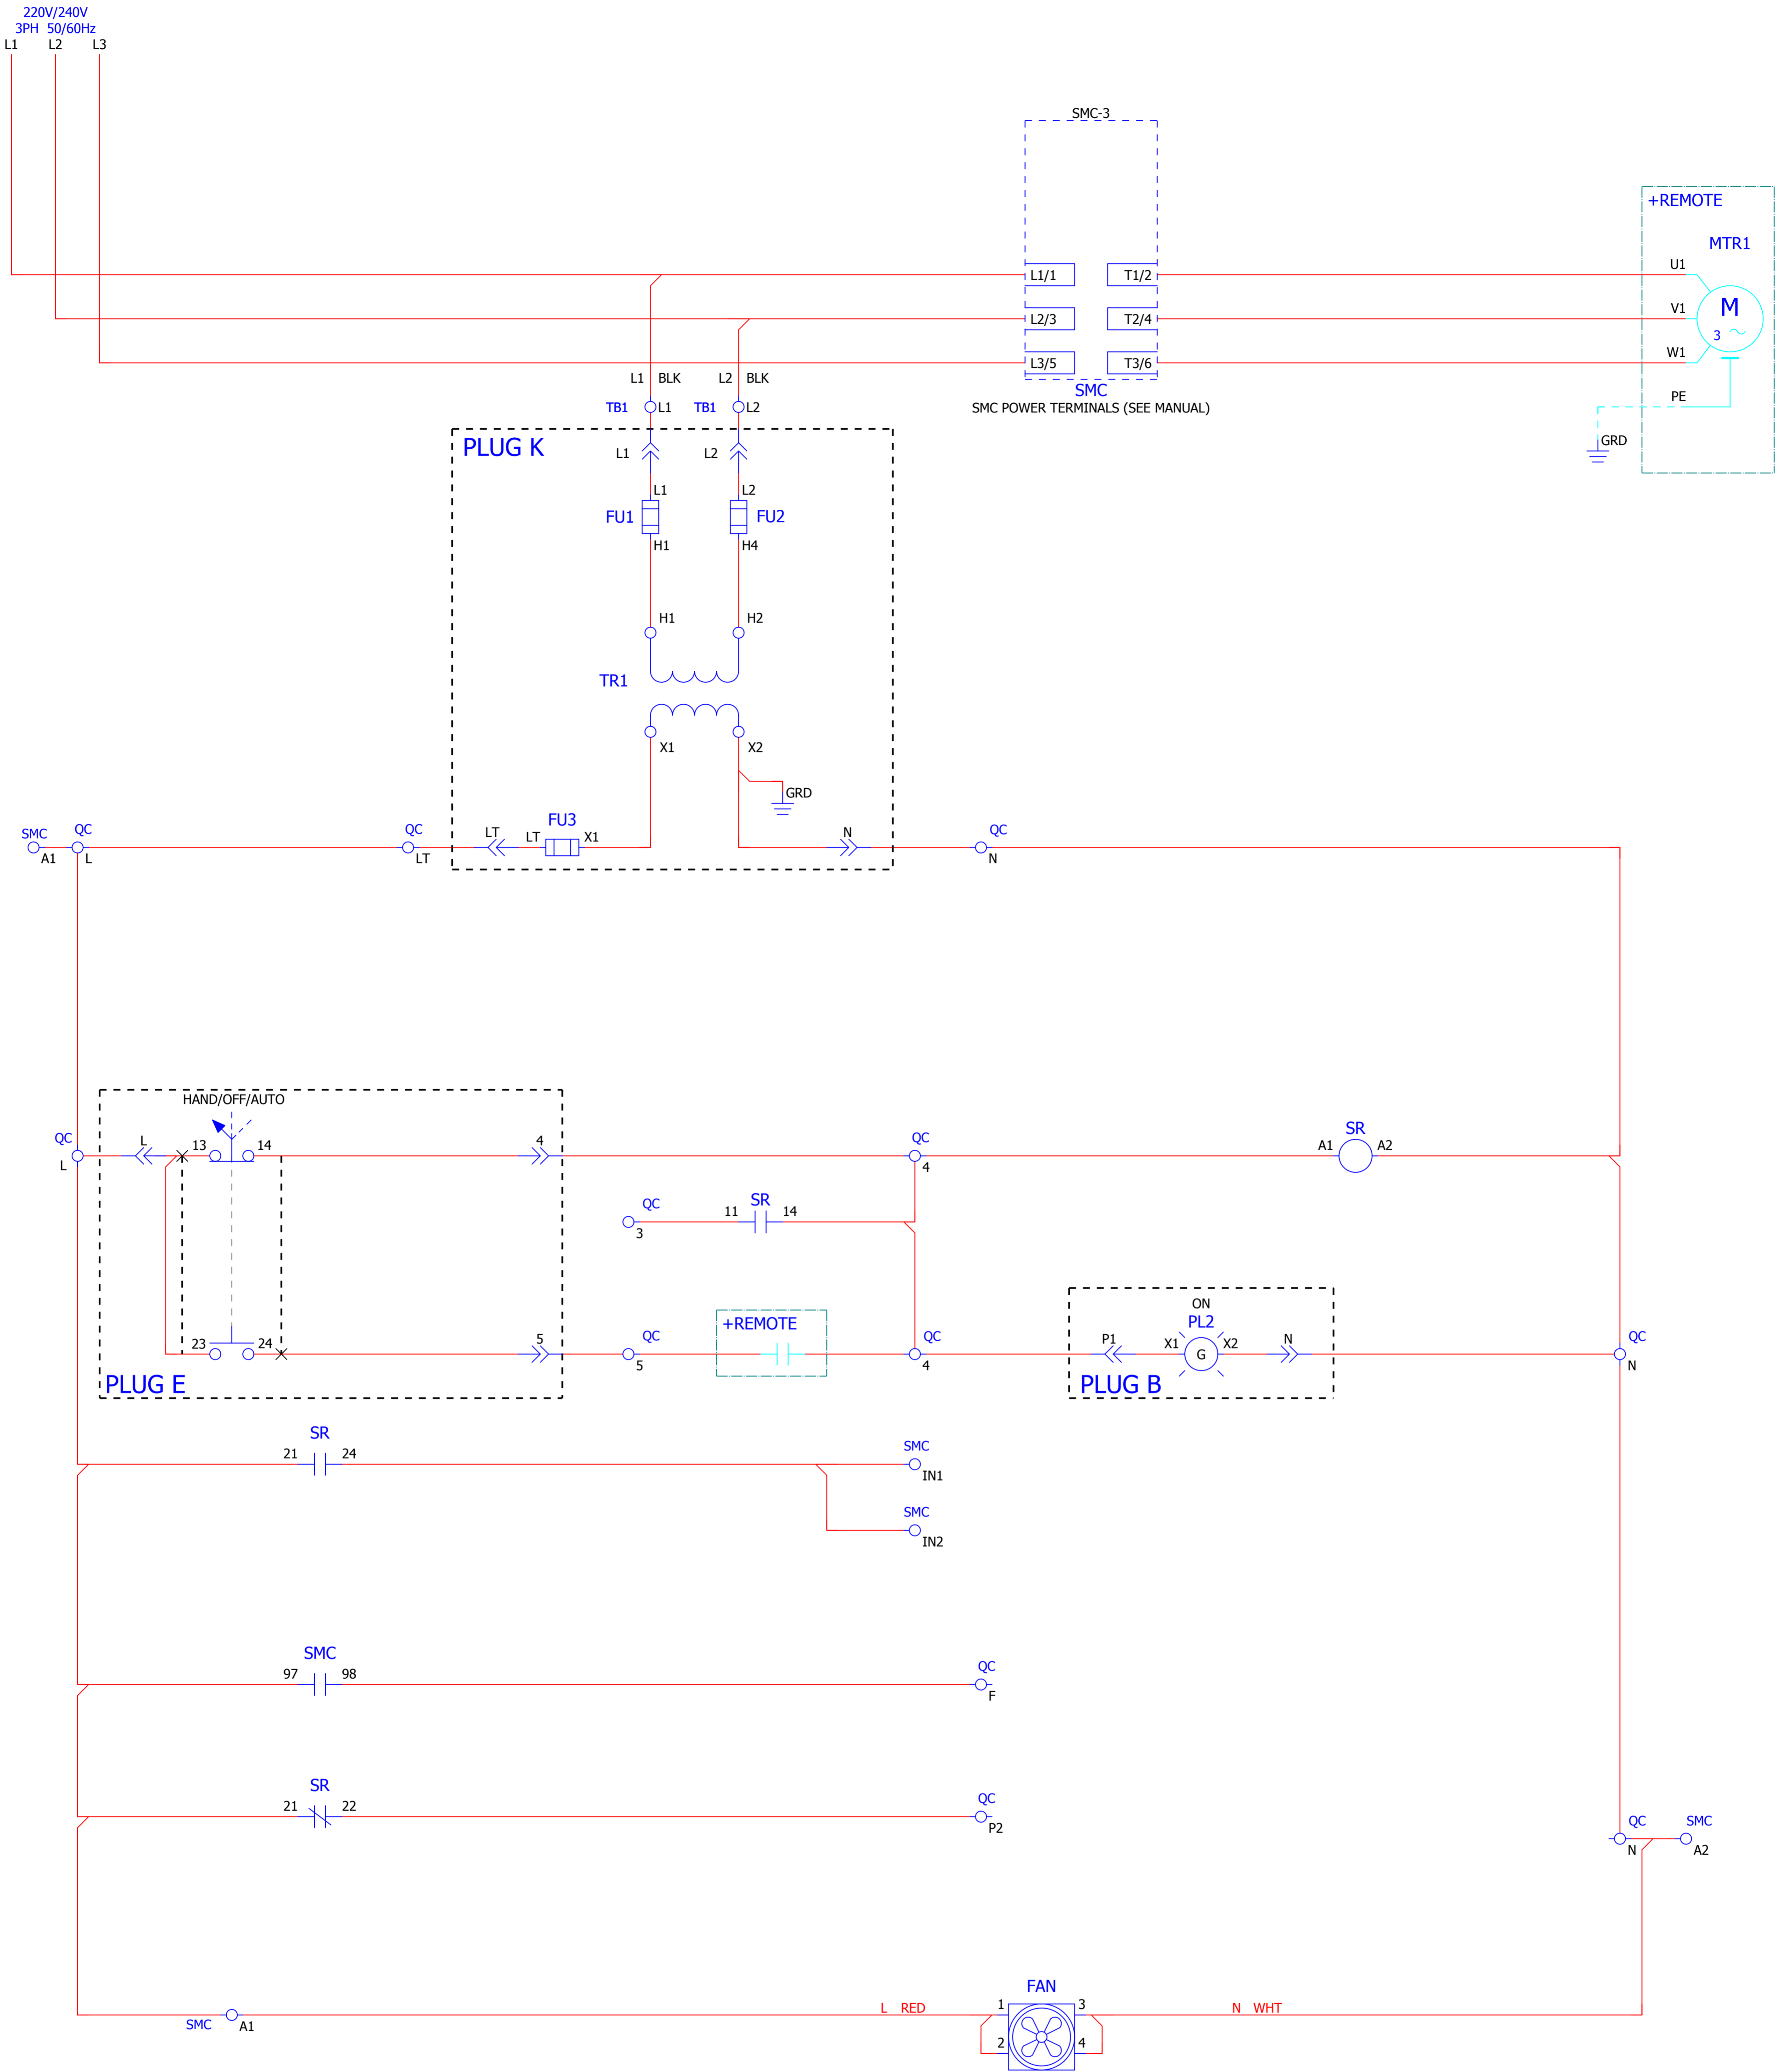 220V/240V
3PH 50/60Hz
L1 L2 L3
SMC-3
+REMOTE
MTR1
L1/1 T1/2 U1
L2/3 T2/4 V1 M
3
L3/5 T3/6 W1
L1 BLK L2 BLK
SMC
PE
TB1 L1 TB1 L2
SMC POWER TERMINALS (SEE MANUAL)
GRD
PLUG K
L1 L2
L1 L2
FU1 FU2
H1 H4
H1 H2
TR1
X1 X2
GRD
FU3
SMC QC QC LT LT X1 N QC
A1 L LT N
HAND/OFF/AUTO
QC L 13 14 4 QC SR
A1 A2
L 4
QC 11 SR 14
3
ON
+REMOTE PL2
23 24 5 QC QC P1 X1 G X2 N QC
5 4 N
PLUG E PLUG B
SR
21 24 SMC
IN1
SMC
IN2
SMC
97 98 QC
F
SR
21 22 QC
P2
QC SMC
N A2
FAN
L RED 1 3 N WHT
SMC A1
2 4